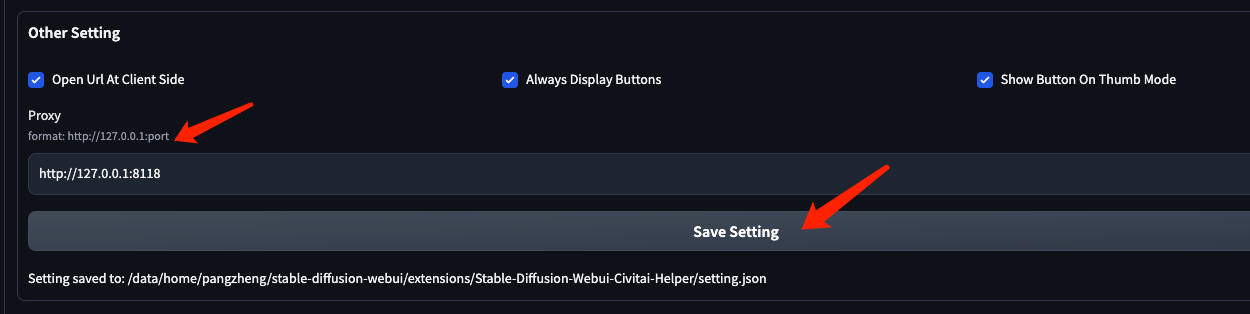 Other Setting
Open Url At Client Side Always Display Buttons Show Button On Thumb Mode
Proxy
format: http://127.0.0.1:port
http://127.0.0.1:8118
Save Setting
Setting saved to: /data/home/pangzheng/stable-diffusion-webui/extensions/Stable-Diffusion-Webui-Civitai-Helper/setting.json